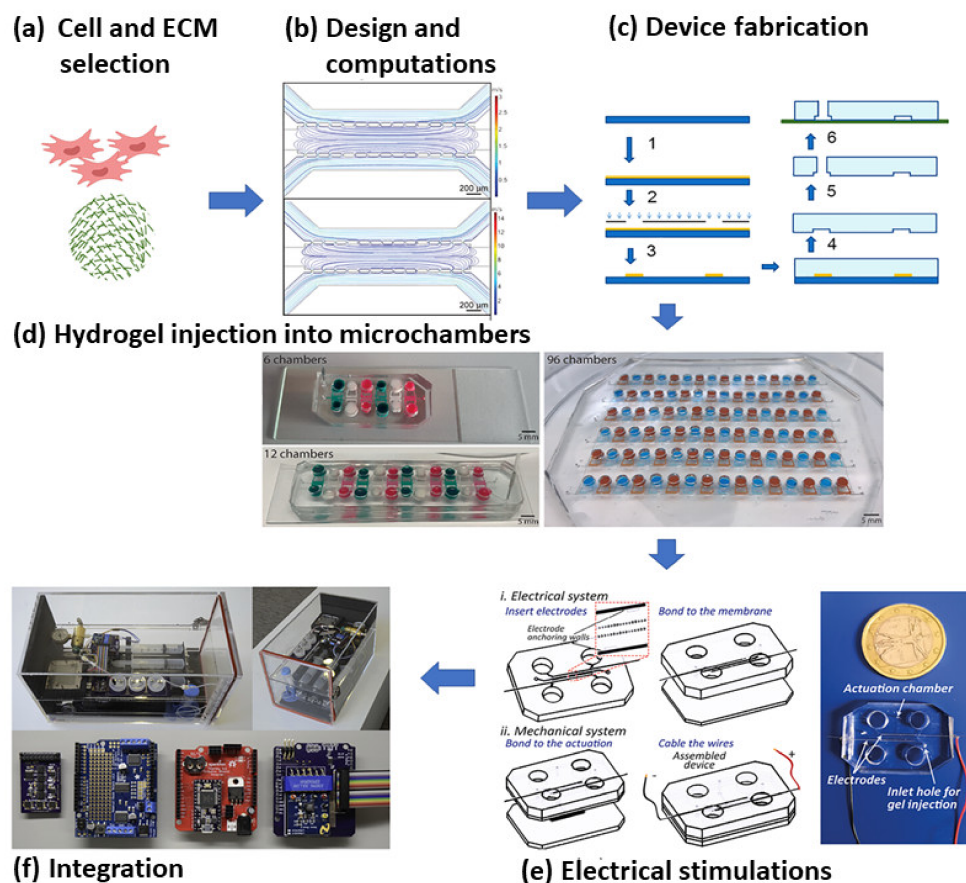 (a) Cell and ECM
selection
(b) Design and
computations
(c) Device fabrication
200 µm
200 µm
1
2
3
4
5
6
(d) Hydrogel injection into microchambers
6 chambers
5 mm
12 chambers
5 mm
96 chambers
5 mm
i. Electrical system
Insert electrodes
Electrode
anchoring walls
Bond to the membrane
ii. Mechanical system
Bond to the actuation
Cable the wires
Assembled
device
+
-
Actuation chamber
Electrodes
Inlet hole for
gel injection
(f) Integration
(e) Electrical stimulations